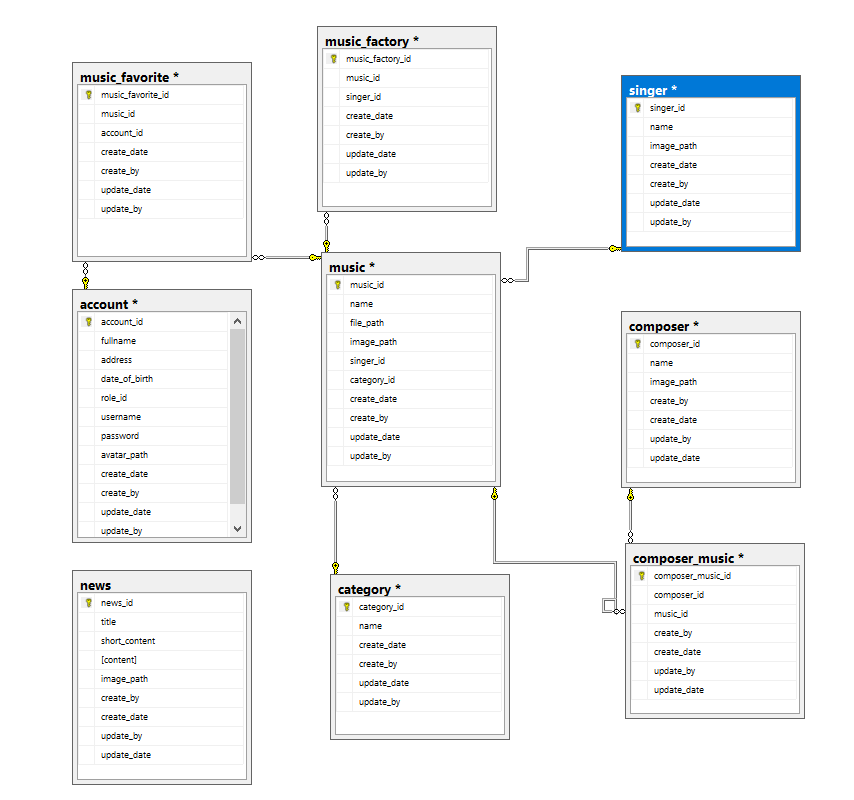 music_favorite *
music_favorite_id
music_id
account_id
create_date
create_by
update_date
update_by
music_factory *
music_factory_id
music_id
singer_id
create_date
create_by
update_date
update_by
singer *
singer_id
name
image_path
create_date
create_by
update_date
update_by
account *
account_id
fullname
address
date_of_birth
role_id
username
password
avatar_path
create_date
create_by
update_date
update_by
music *
music_id
name
file_path
image_path
singer_id
category_id
create_date
create_by
update_date
update_by
composer *
composer_id
name
image_path
create_by
create_date
update_by
update_date
news
news_id
title
short_content
[content]
image_path
create_by
create_date
update_by
update_date
category *
category_id
name
create_date
create_by
update_date
update_by
composer_music *
composer_music_id
composer_id
music_id
create_by
create_date
update_by
update_date